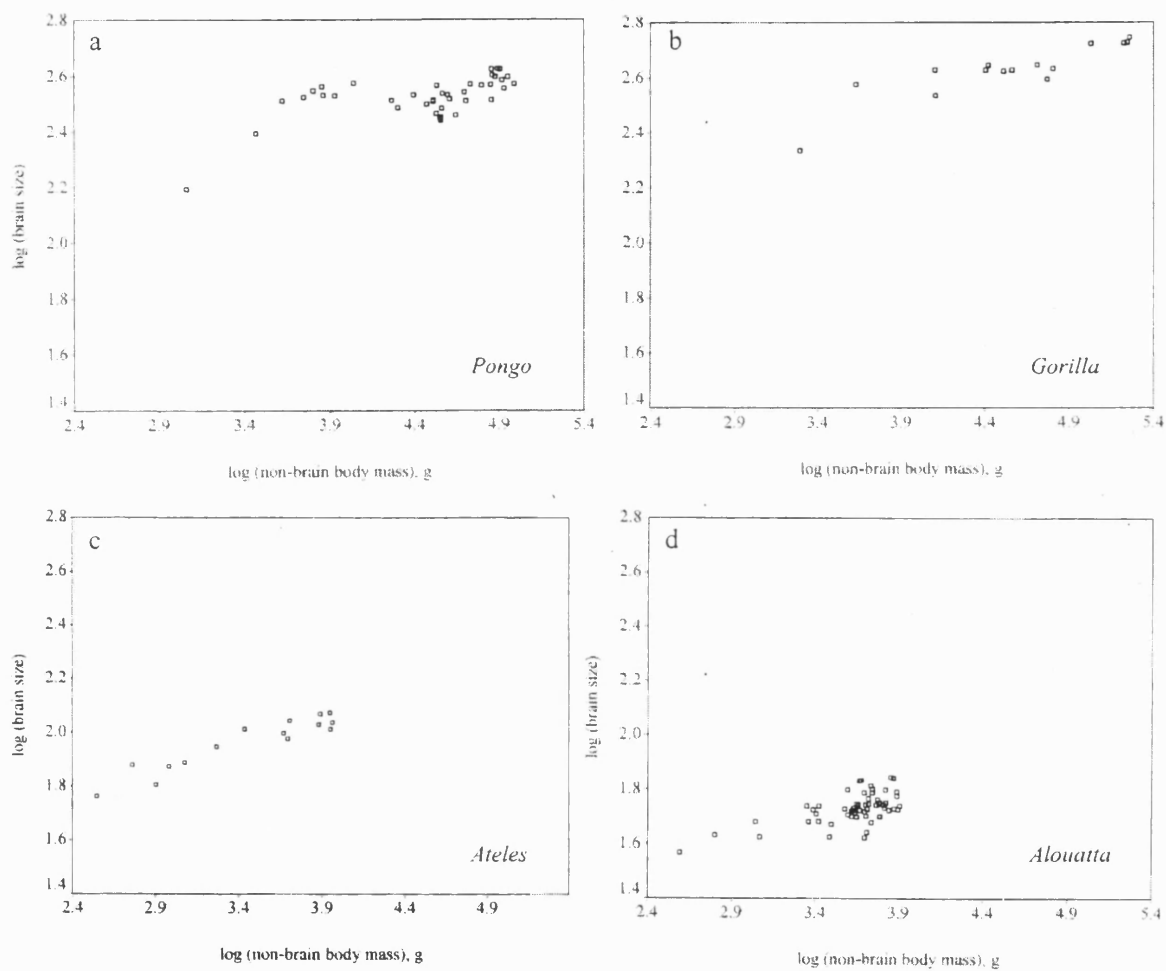 a
2.8
2.6
2.4
2.2
2.0
1.8
1.6
1.4
log (brain size)
Pongo
2.4 2.9 3.4 3.9 4.4 4.9 5.4
log (non-brain body mass), g
b
2.8
2.6
2.4
2.2
2.0
1.8
1.6
1.4
Gorilla
2.4 2.9 3.4 3.9 4.4 4.9 5.4
log (non-brain body mass), g
c
2.8
2.6
2.4
2.2
2.0
1.8
1.6
1.4
log (brain size)
Ateles
2.4 2.9 3.4 3.9 4.4 4.9
log (non-brain body mass), g
d
2.8
2.6
2.4
2.2
2.0
1.8
1.6
1.4
log (brain size)
Alouatta
2.4 2.9 3.4 3.9 4.4 4.9 5.4
log (non-brain body mass), g